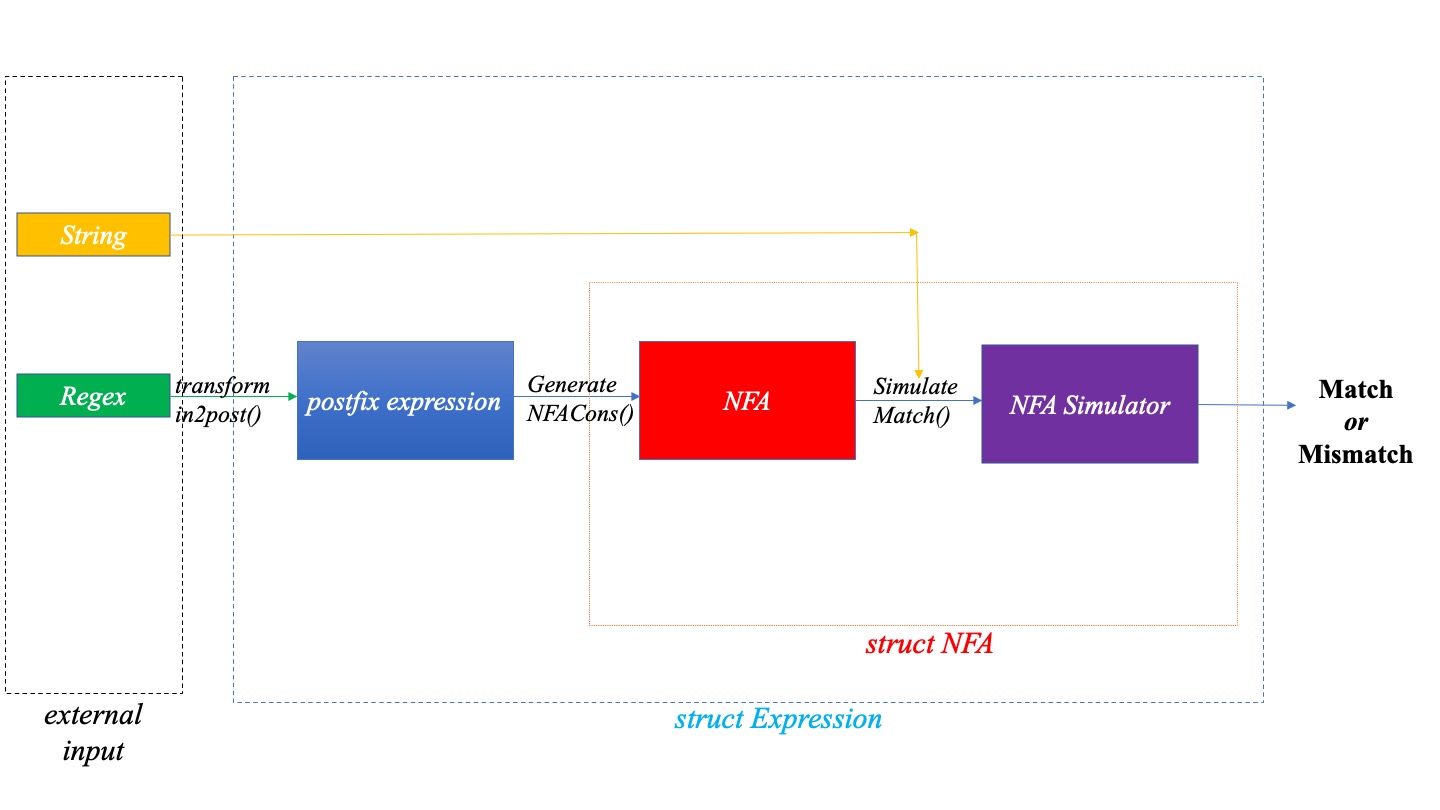 String
Regex
transform
in2post()
postfix expression
Generate
NFACons()
NFA
Simulate
Match()
NFA Simulator
Match
or
Mismatch
struct NFA
struct Expression
external
input